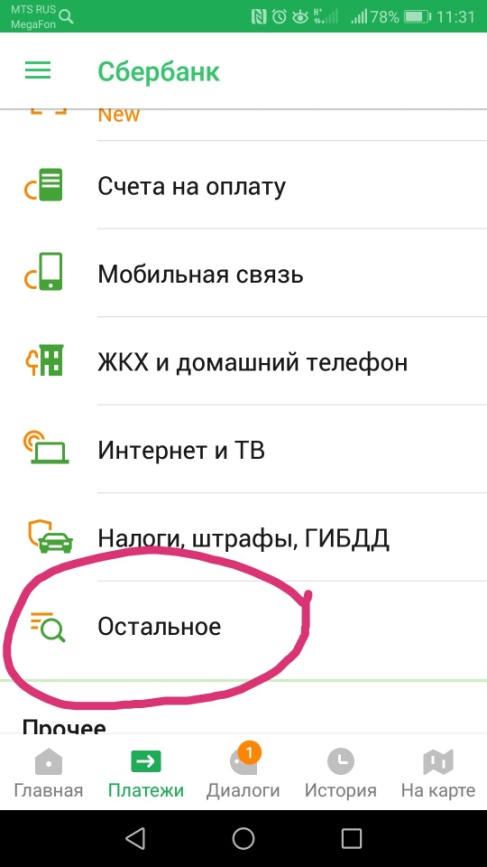 MTS RUS
MegaFon
78% 11:31
Сбербанк
New
Счета на оплату
Мобильная связь
ЖКХ и домашний телефон
Интернет и ТВ
Налоги, штрафы, ГИБДД
Остальное
Прочее
1
Главная Платежи Диалоги История На карте